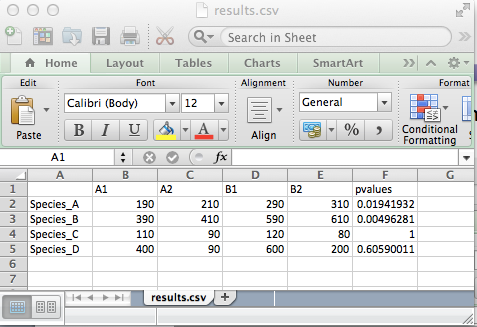 results.csv
Search in Sheet
Home Layout Tables Charts SmartArt
Edit Font Alignment Number Format
Calibri (Body) 12 General
Paste B I U A Align % Conditional Formatting
A1 fx
A B C D E F G
1 A1 A2 B1 B2 pvalues
2 Species_A 190 210 290 310 0.01941932
3 Species_B 390 410 590 610 0.00496281
4 Species_C 110 90 120 80 1
5 Species_D 400 90 600 200 0.60590011
6
7
results.csv +